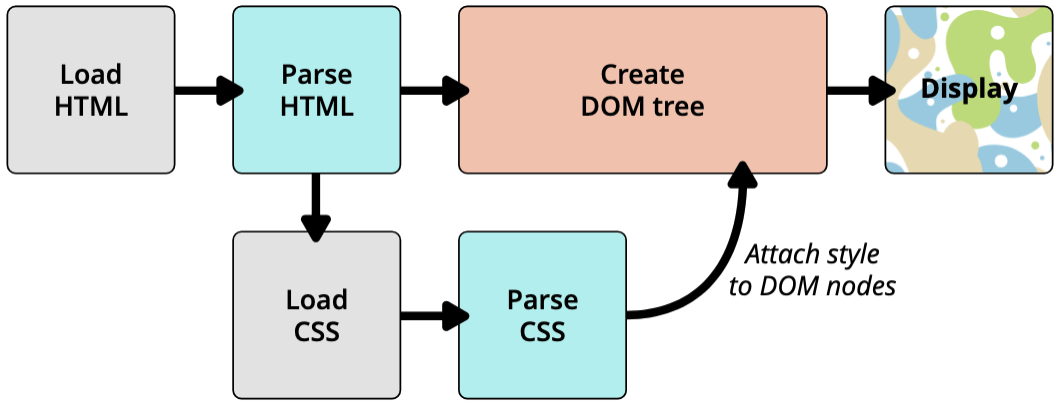 Load
HTML
Parse
HTML
Create
DOM tree
Display
Load
CSS
Parse
CSS
Attach style
to DOM nodes